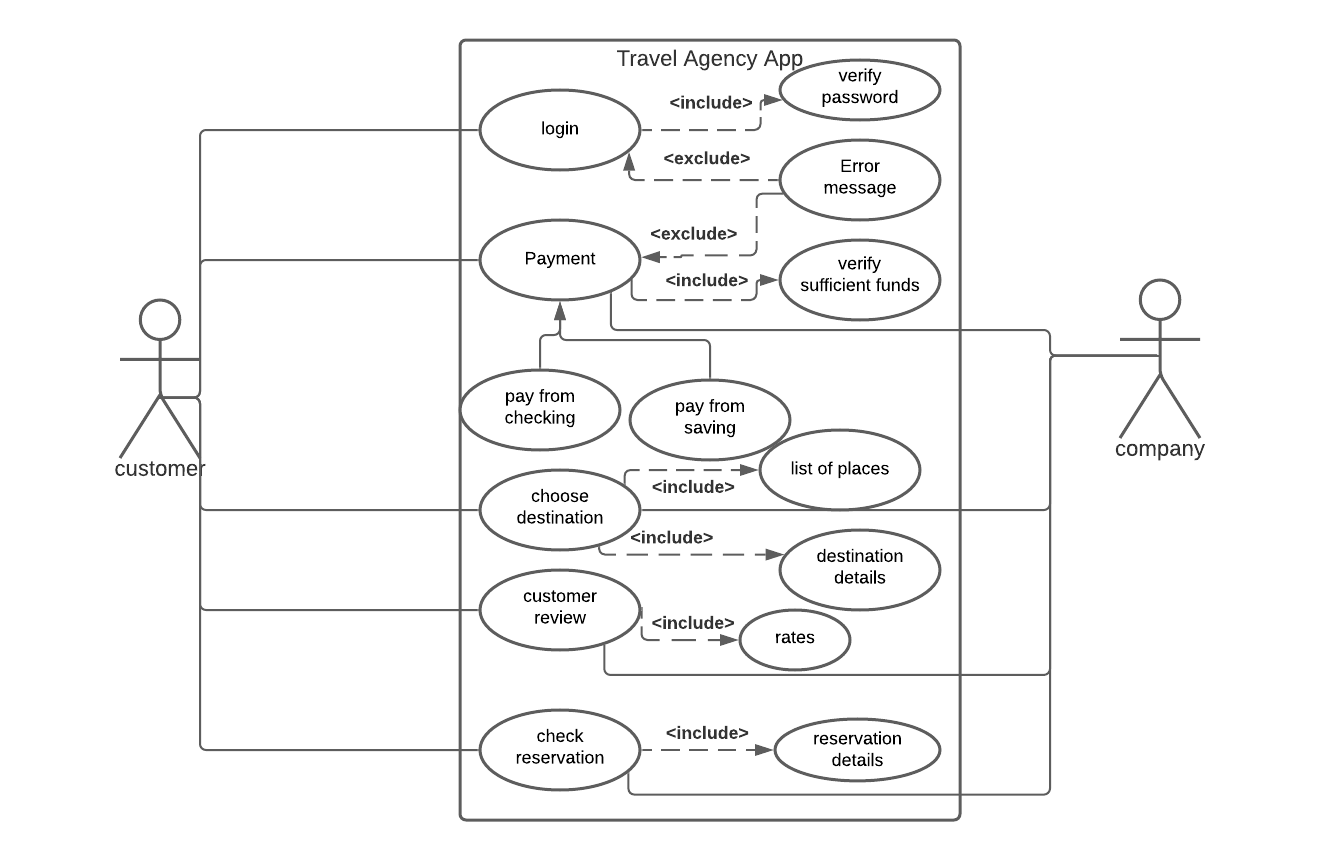 Travel Agency App
verify
password
<include>
login
<exclude>
Error
message
<exclude>
Payment
verify
sufficient funds
<include>
pay from
checking
pay from
saving
customer
company
list of places
<include>
choose
destination
<include>
destination
details
customer
review
<include>
rates
check
reservation
<include>
reservation
details